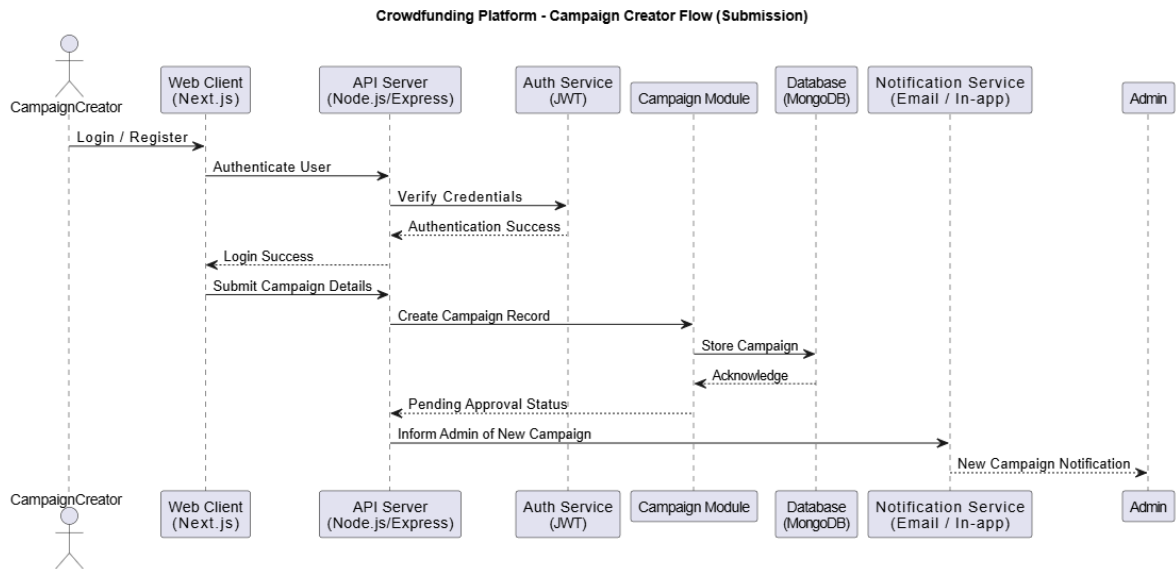 Crowdfunding Platform - Campaign Creator Flow (Submission)
CampaignCreator
Web Client
(Next.js)
API Server
(Node.js/Express)
Auth Service
(JWT)
Campaign Module
Database
(MongoDB)
Notification Service
(Email / In-app)
Admin
Login / Register
Authenticate User
Verify Credentials
Authentication Success
Login Success
Submit Campaign Details
Create Campaign Record
Store Campaign
Acknowledge
Pending Approval Status
Inform Admin of New Campaign
New Campaign Notification
CampaignCreator
Web Client
(Next.js)
API Server
(Node.js/Express)
Auth Service
(JWT)
Campaign Module
Database
(MongoDB)
Notification Service
(Email / In-app)
Admin